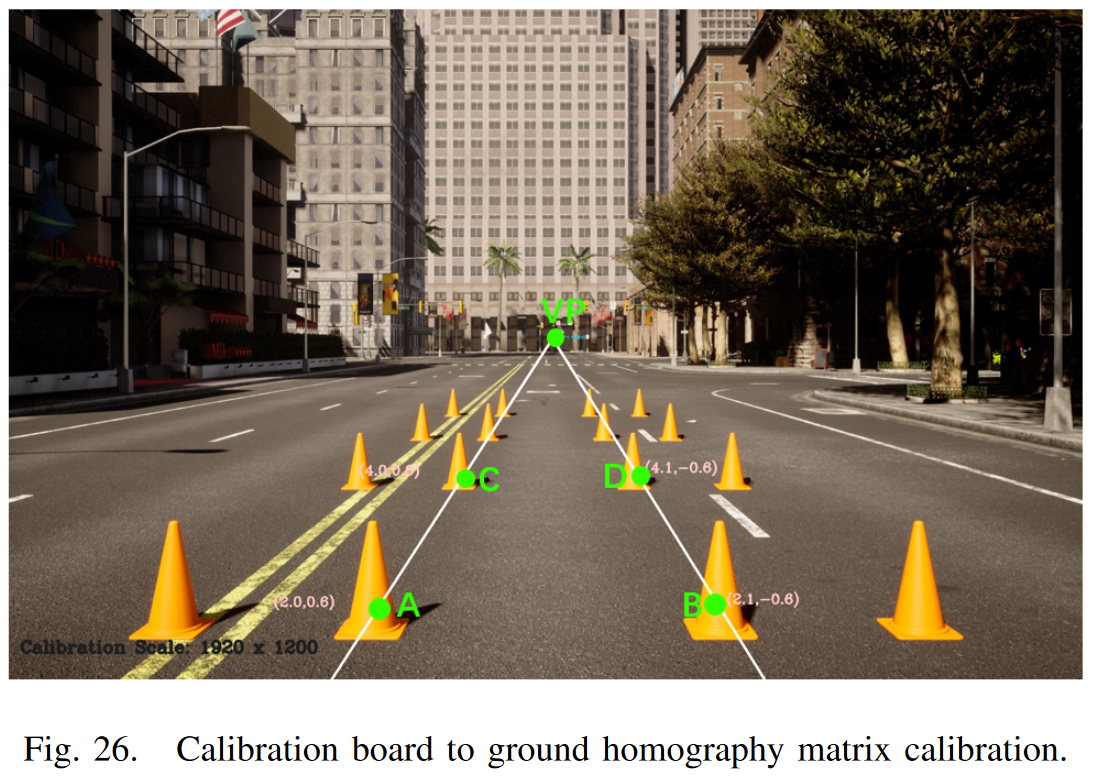 VP
(4.0,0.6)
C
D
(4.1,−0.6)
(2.0,0.6)
A
B
(2.1,−0.6)
Calibration Scale: 1920 x 1200
Fig. 26. Calibration board to ground homography matrix calibration.